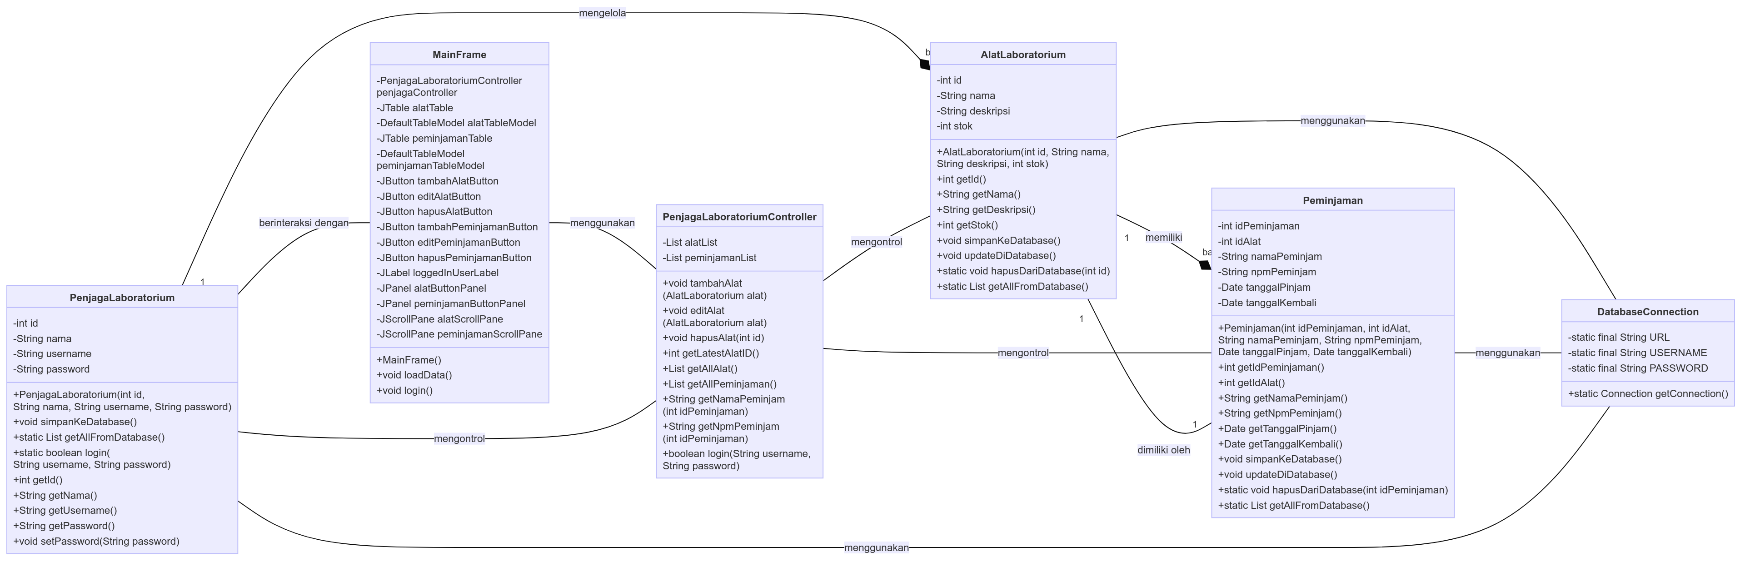 mengelola
MainFrame
-PenjagaLaboratoriumController
penjagaController
-JTable alatTable
-DefaultTableModel alatTableModel
-JTable peminjamanTable
-DefaultTableModel
peminjamanTableModel
-JButton tambahAlatButton
-JButton editAlatButton
-JButton hapusAlatButton
-JButton tambahPeminjamanButton
-JButton editPeminjamanButton
-JButton hapusPeminjamanButton
-JLabel loggedInUserLabel
-JPanel alatButtonPanel
-JPanel peminjamanButtonPanel
-JScrollPane alatScrollPane
-JScrollPane peminjamanScrollPane
+MainFrame()
+void loadData()
+void login()
berinteraksi dengan
menggunakan
1
PenjagaLaboratorium
-int id
-String nama
-String username
-String password
+PenjagaLaboratorium(int id,
String nama, String username, String password)
+void simpanKeDatabase()
+static List getAllFromDatabase()
+static boolean login(
String username, String password)
+int getId()
+String getNama()
+String getUsername()
+String getPassword()
+void setPassword(String password)
mengontrol
menggunakan
PenjagaLaboratoriumController
-List alatList
-List peminjamanList
+void tambahAlat
(AlatLaboratorium alat)
+void editAlat
(AlatLaboratorium alat)
+void hapusAlat(int id)
+int getLatestAlatID()
+List getAllAlat()
+List getAllPeminjaman()
+String getNamaPeminjam
(int idPeminjaman)
+String getNpmPeminjam
(int idPeminjaman)
+boolean login(String username,
String password)
mengontrol
mengontrol
AlatLaboratorium
-int id
-String nama
-String deskripsi
-int stok
+AlatLaboratorium(int id, String nama,
String deskripsi, int stok)
+int getId()
+String getNama()
+String getDeskripsi()
+int getStok()
+void simpanKeDatabase()
+void updateDiDatabase()
+static void hapusDariDatabase(int id)
+static List getAllFromDatabase()
menggunakan
1
memiliki
ba
1
1
dimiliki oleh
Peminjaman
-int idPeminjaman
-int idAlat
-String namaPeminjam
-String npmPeminjam
-Date tanggalPinjam
-Date tanggalKembali
+Peminjaman(int idPeminjaman, int idAlat,
String namaPeminjam, String npmPeminjam,
Date tanggalPinjam, Date tanggalKembali)
+int getIdPeminjaman()
+int getIdAlat()
+String getNamaPeminjam()
+String getNpmPeminjam()
+Date getTanggalPinjam()
+Date getTanggalKembali()
+void simpanKeDatabase()
+void updateDiDatabase()
+static void hapusDariDatabase(int idPeminjaman)
+static List getAllFromDatabase()
menggunakan
DatabaseConnection
-static final String URL
-static final String USERNAME
-static final String PASSWORD
+static Connection getConnection()